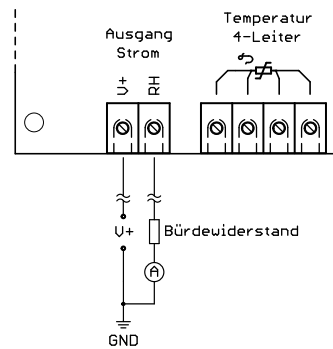 Ausgang
Strom
Temperatur
4-Leiter
V+
RH
ϑ
V+
Bürdewiderstand
A
GND